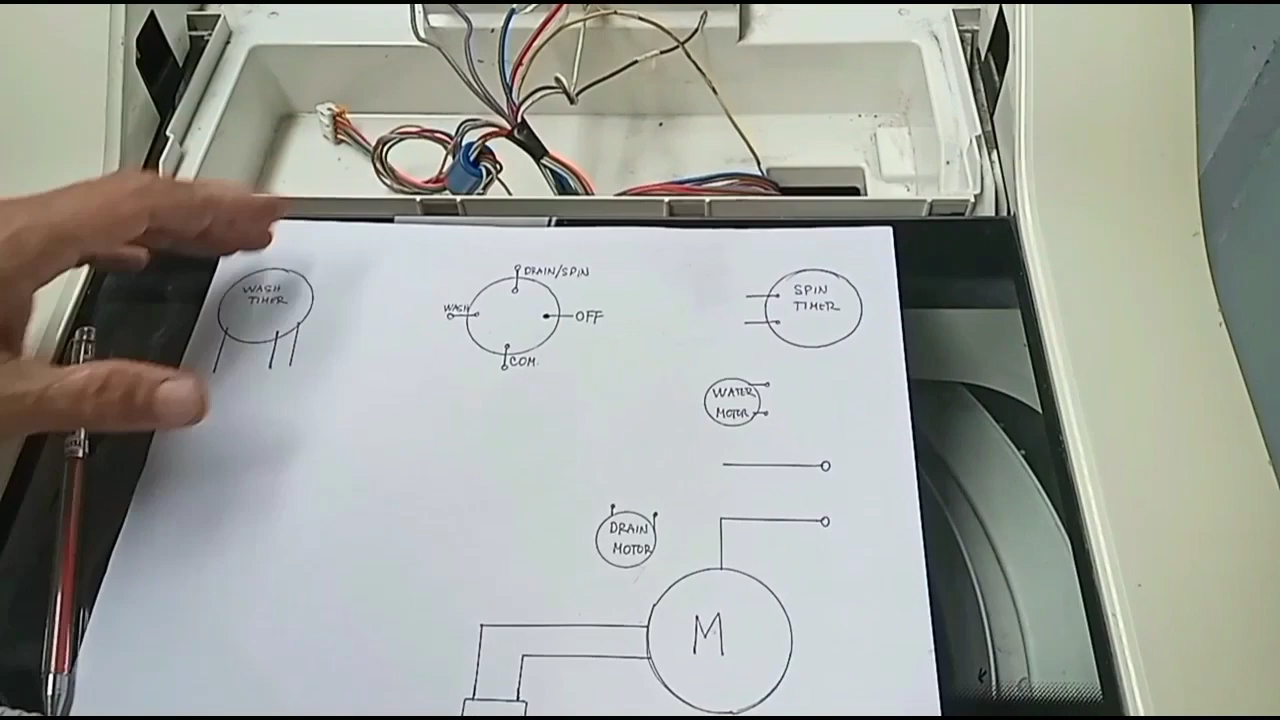 WASH
TIMER
DRAIN/SPIN
WASH
OFF
COM.
SPIN
TIMER
WATER
MOTOR
DRAIN
MOTOR
M